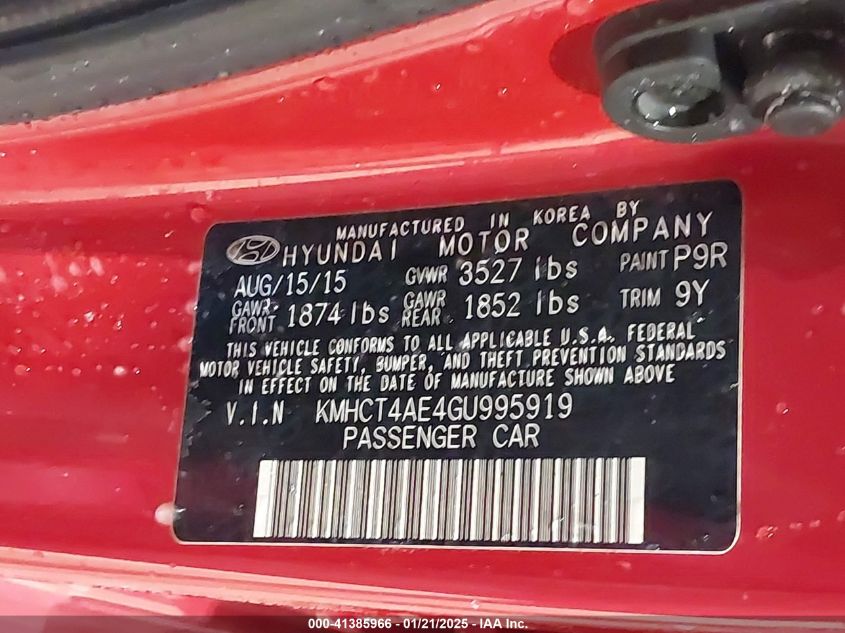 MANUFACTURED IN KOREA BY
HYUNDAI MOTOR COMPANY
AUG/15/15 GVWR 3527 lbs PAINT P9R
GAWR FRONT 1874 lbs GAWR REAR 1852 lbs TRIM 9Y
THIS VEHICLE CONFORMS TO ALL APPLICABLE U.S.A. FEDERAL
MOTOR VEHICLE SAFETY, BUMPER, AND THEFT PREVENTION STANDARDS
IN EFFECT ON THE DATE OF MANUFACTURE SHOWN ABOVE
V.I.N KMHCT4AE4GU995919
PASSENGER CAR
000-41385966 - 01/21/2025 - IAA Inc.